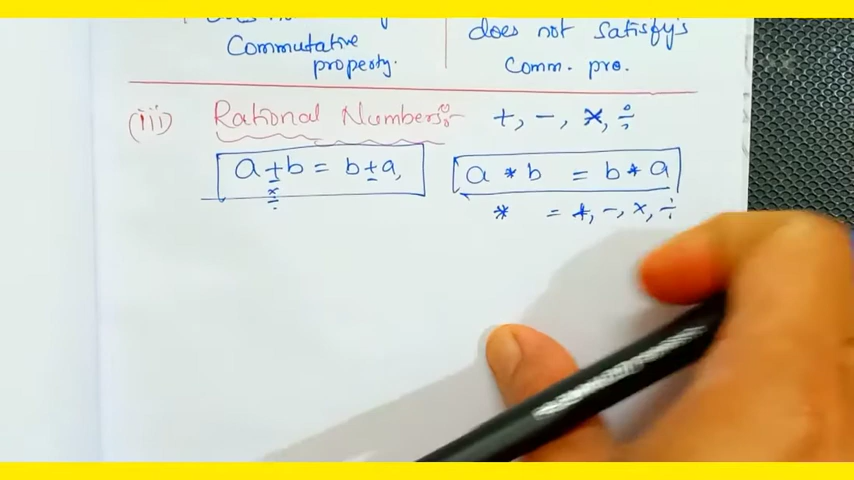 Commutative
property.
does not Satisfy's
Comm. pro.
(iii) Rational Numbers:- +, -, ×, ÷
a + b = b + a,
×
÷
a * b = b * a
* = +, -, ×, ÷